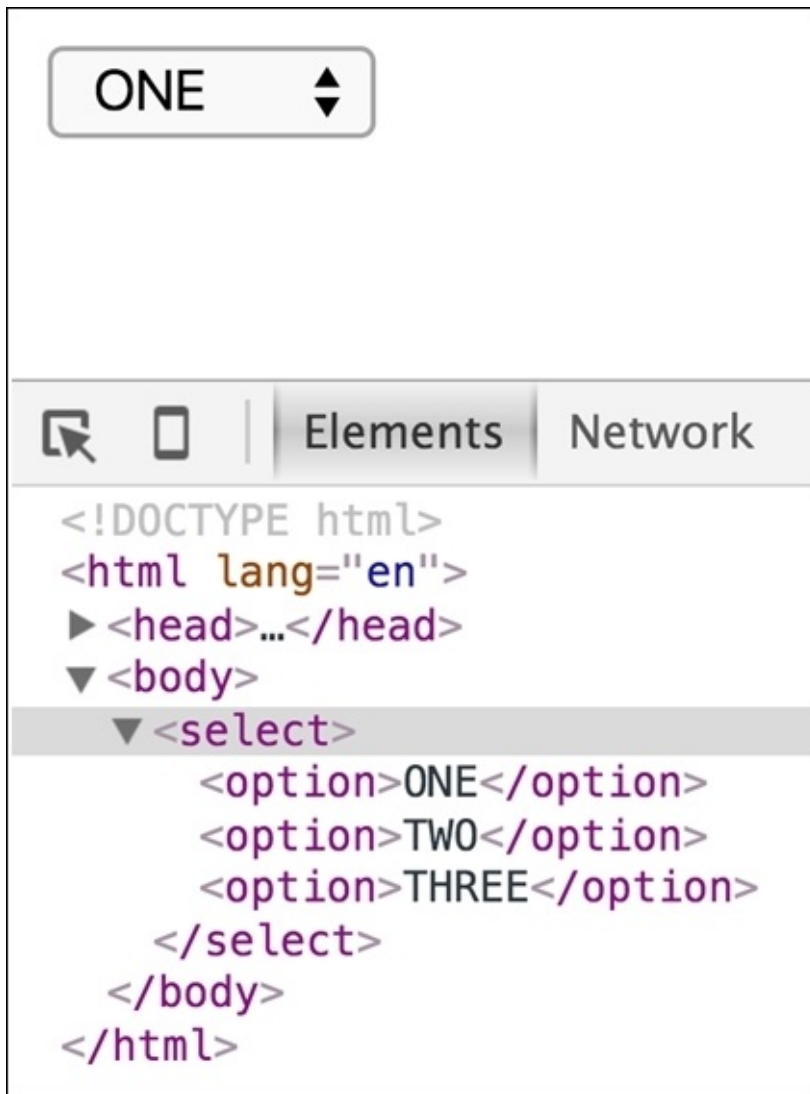 ONE
Elements Network
<!DOCTYPE html>
<html lang="en">
<head>…</head>
<body>
<select>
<option>ONE</option>
<option>TWO</option>
<option>THREE</option>
</select>
</body>
</html>